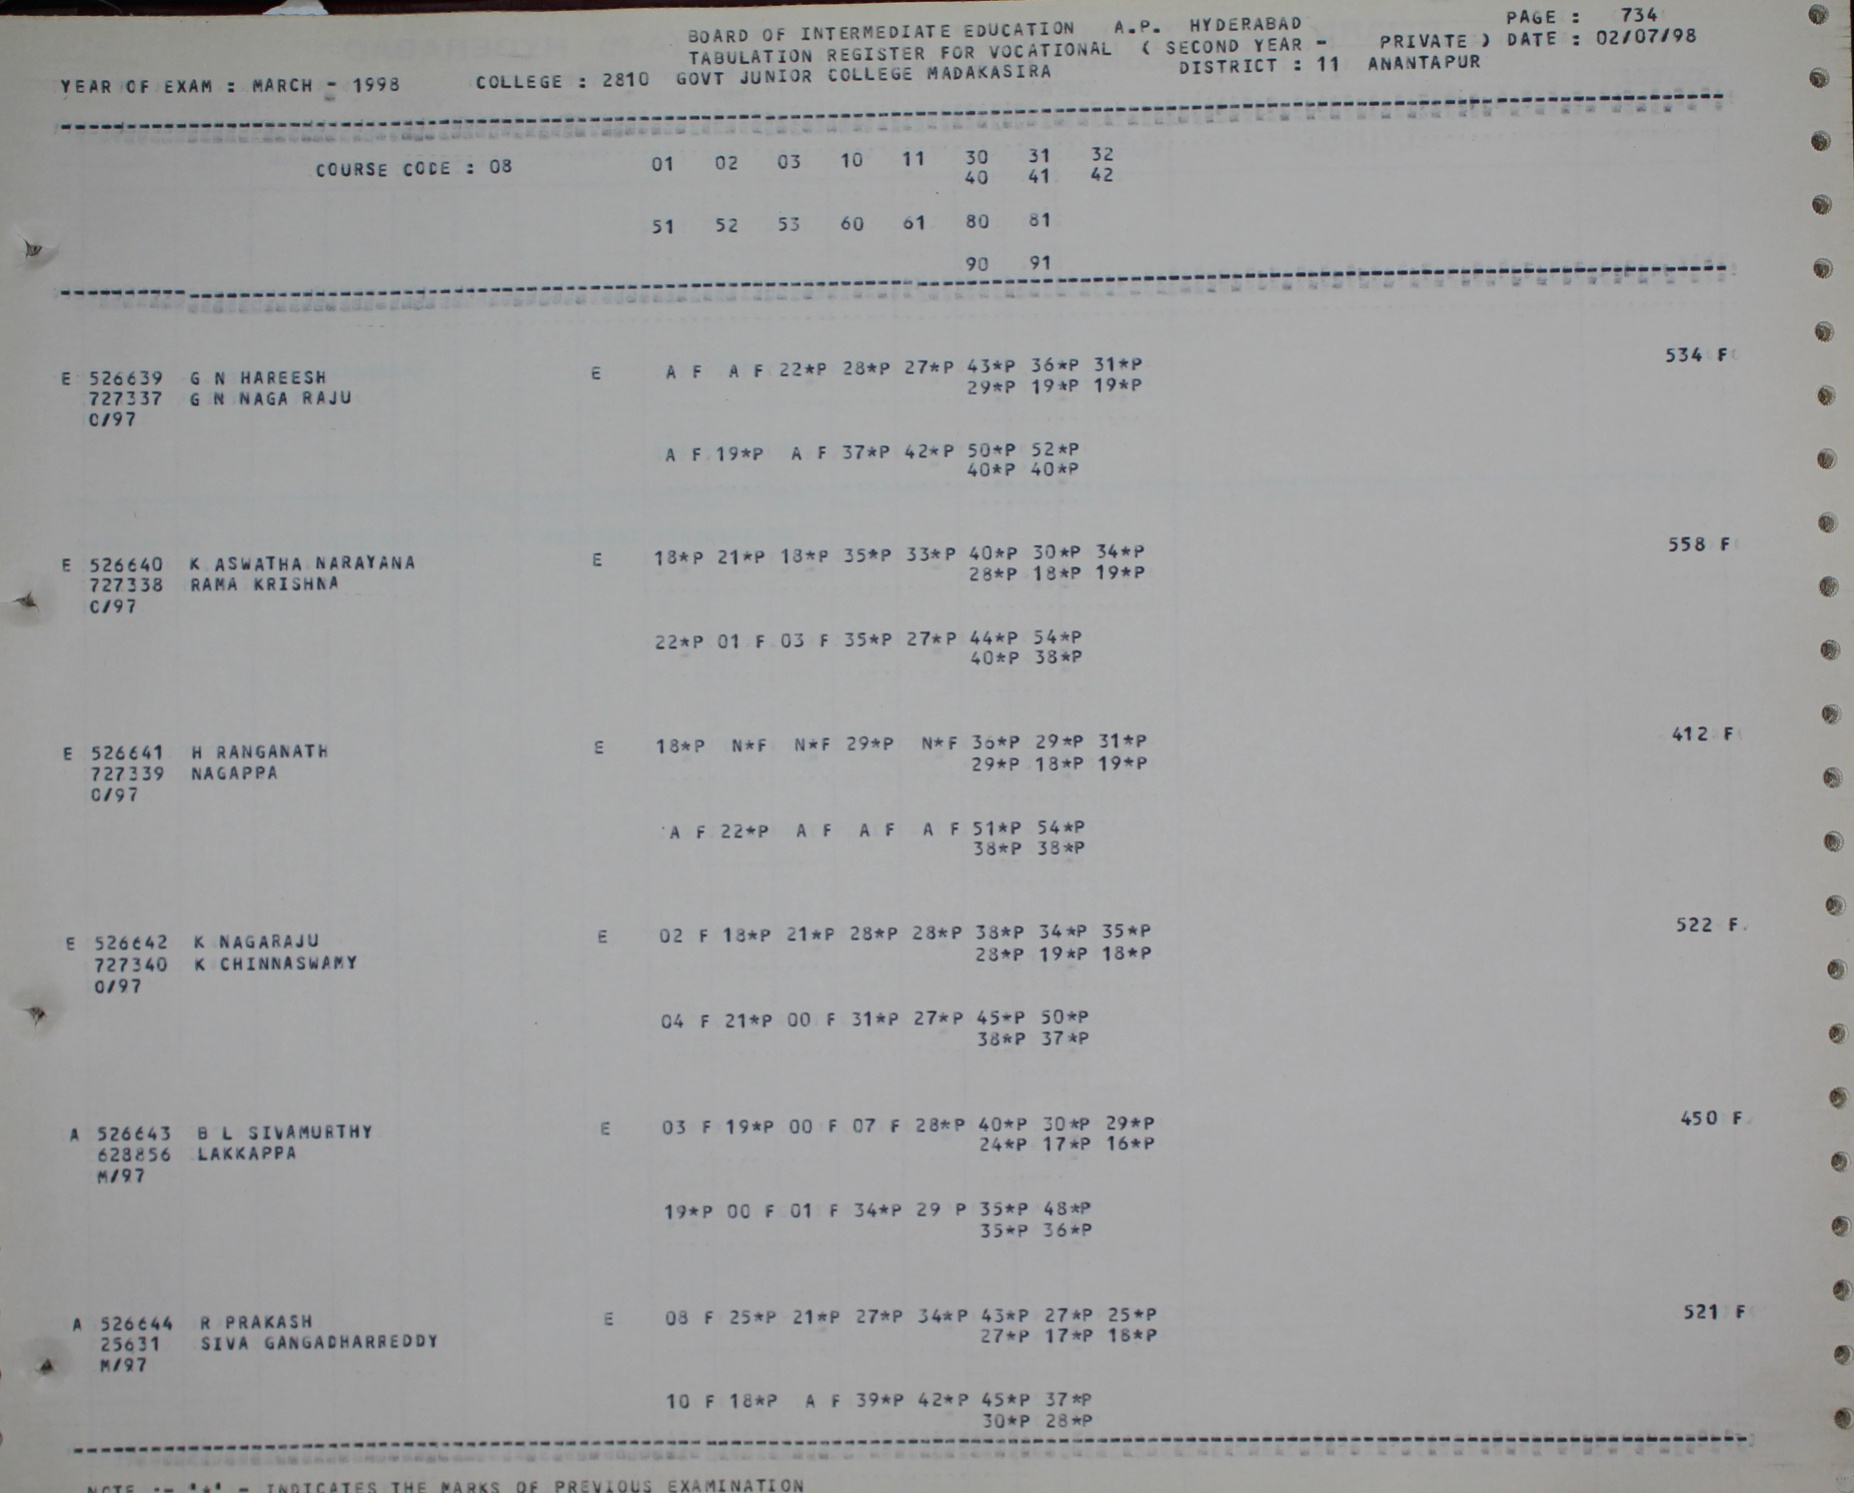 BOARD OF INTERMEDIATE EDUCATION A.P. HYDERABAD PAGE : 734
TABULATION REGISTER FOR VOCATIONAL ( SECOND YEAR - PRIVATE ) DATE : 02/07/98
YEAR OF EXAM : MARCH - 1998 COLLEGE : 2810 GOVT JUNIOR COLLEGE MADAKASIRA DISTRICT : 11 ANANTAPUR
COURSE CODE : 08 01 02 03 10 11 30 31 32
40 41 42
51 52 53 60 61 80 81
90 91
E 526639 G N HAREESH E A F A F 22*P 28*P 27*P 43*P 36*P 31*P 534 F
727337 G N NAGA RAJU 29*P 19*P 19*P
O/97
A F 19*P A F 37*P 42*P 50*P 52*P
40*P 40*P
E 526640 K ASWATHA NARAYANA E 18*P 21*P 18*P 35*P 33*P 40*P 30*P 34*P 558 F
727338 RAMA KRISHNA 28*P 18*P 19*P
O/97
22*P 01 F 03 F 35*P 27*P 44*P 54*P
40*P 38*P
E 526641 H RANGANATH E 18*P N*F N*F 29*P N*F 36*P 29*P 31*P 412 F
727339 NAGAPPA 29*P 18*P 19*P
O/97
A F 22*P A F A F A F 51*P 54*P
38*P 38*P
E 526642 K NAGARAJU E 02 F 18*P 21*P 28*P 28*P 38*P 34*P 35*P 522 F
727340 K CHINNASWAMY 28*P 19*P 18*P
O/97
04 F 21*P 00 F 31*P 27*P 45*P 50*P
38*P 37*P
A 526643 B L SIVAMURTHY E 03 F 19*P 00 F 07 F 28*P 40*P 30*P 29*P 450 F
628856 LAKKAPPA 24*P 17*P 16*P
M/97
19*P 00 F 01 F 34*P 29 P 35*P 48*P
35*P 36*P
A 526644 R PRAKASH E 08 F 25*P 21*P 27*P 34*P 43*P 27*P 25*P 521 F
25631 SIVA GANGADHARREDDY 27*P 17*P 18*P
M/97
10 F 18*P A F 39*P 42*P 45*P 37*P
30*P 28*P
NOTE :- '*' - INDICATES THE MARKS OF PREVIOUS EXAMINATION